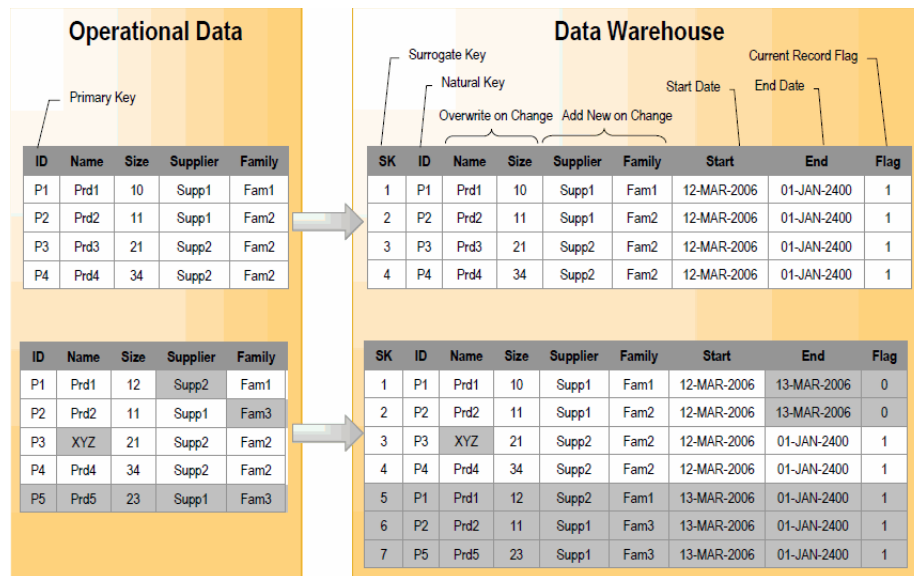 Operational Data
Data Warehouse
Surrogate Key
Current Record Flag
Natural Key
Start Date
End Date
Primary Key
Overwrite on Change
Add New on Change
ID Name Size Supplier Family
P1 Prd1 10 Supp1 Fam1
P2 Prd2 11 Supp1 Fam2
P3 Prd3 21 Supp2 Fam2
P4 Prd4 34 Supp2 Fam2
SK ID Name Size Supplier Family Start End Flag
1 P1 Prd1 10 Supp1 Fam1 12-MAR-2006 01-JAN-2400 1
2 P2 Prd2 11 Supp1 Fam2 12-MAR-2006 01-JAN-2400 1
3 P3 Prd3 21 Supp2 Fam2 12-MAR-2006 01-JAN-2400 1
4 P4 Prd4 34 Supp2 Fam2 12-MAR-2006 01-JAN-2400 1
ID Name Size Supplier Family
P1 Prd1 12 Supp2 Fam1
P2 Prd2 11 Supp1 Fam3
P3 XYZ 21 Supp2 Fam2
P4 Prd4 34 Supp2 Fam2
P5 Prd5 23 Supp1 Fam3
SK ID Name Size Supplier Family Start End Flag
1 P1 Prd1 10 Supp1 Fam1 12-MAR-2006 13-MAR-2006 0
2 P2 Prd2 11 Supp1 Fam2 12-MAR-2006 13-MAR-2006 0
3 P3 XYZ 21 Supp2 Fam2 12-MAR-2006 01-JAN-2400 1
4 P4 Prd4 34 Supp2 Fam2 12-MAR-2006 01-JAN-2400 1
5 P1 Prd1 12 Supp2 Fam1 13-MAR-2006 01-JAN-2400 1
6 P2 Prd2 11 Supp1 Fam3 13-MAR-2006 01-JAN-2400 1
7 P5 Prd5 23 Supp1 Fam3 13-MAR-2006 01-JAN-2400 1